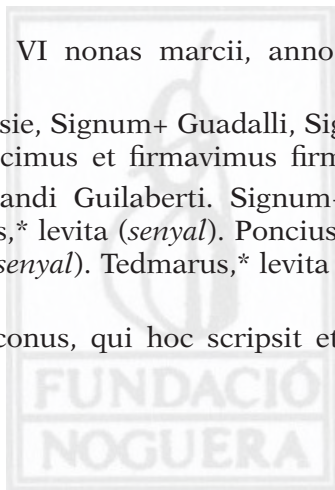 VI nonas marcii, anno
sie, Signum+ Guadalli, Sig
cimus et firmavimus firm
andi Guilaberti. Signum+
s,* levita (senyal). Poncius
senyal). Tedmarus,* levita
conus, qui hoc scripsit et
FUNDACIÓ
NOGUERA